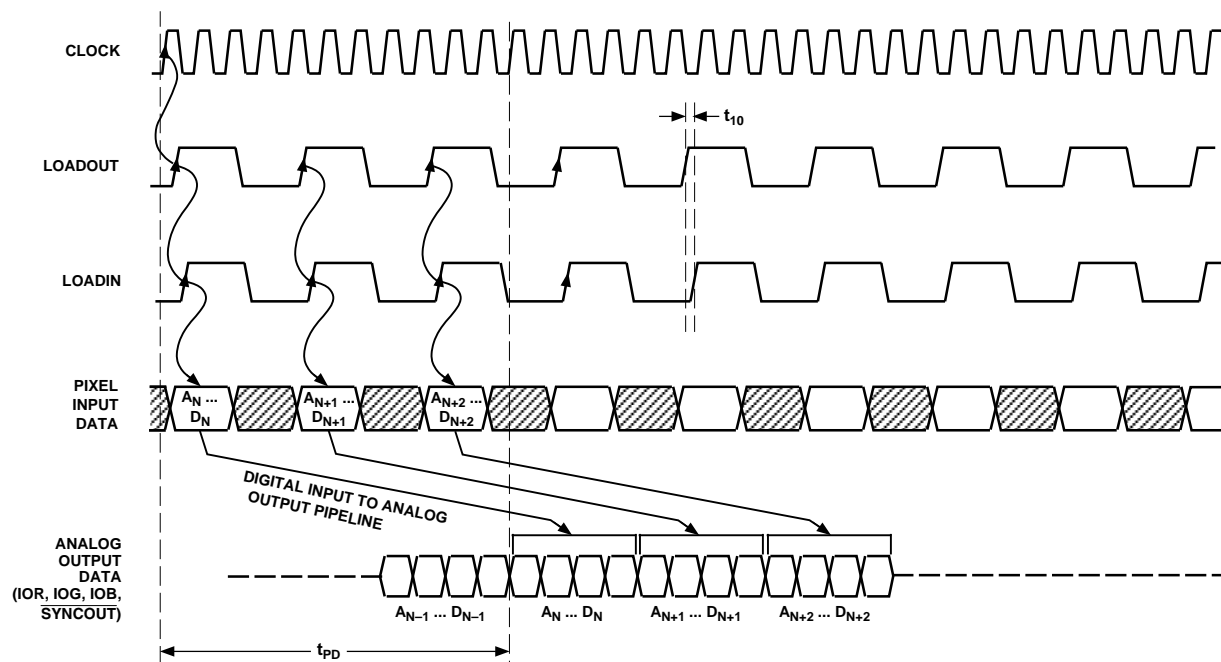 CLOCK
t10
LOADOUT
LOADIN
PIXEL
INPUT
DATA
AN ...
DN
AN+1 ...
DN+1
AN+2 ...
DN+2
DIGITAL INPUT TO ANALOG
OUTPUT PIPELINE
ANALOG
OUTPUT
DATA
(IOR, IOG, IOB,
SYNCOUT)
AN–1 ... DN–1
AN ... DN
AN+1 ... DN+1
AN+2 ... DN+2
tPD